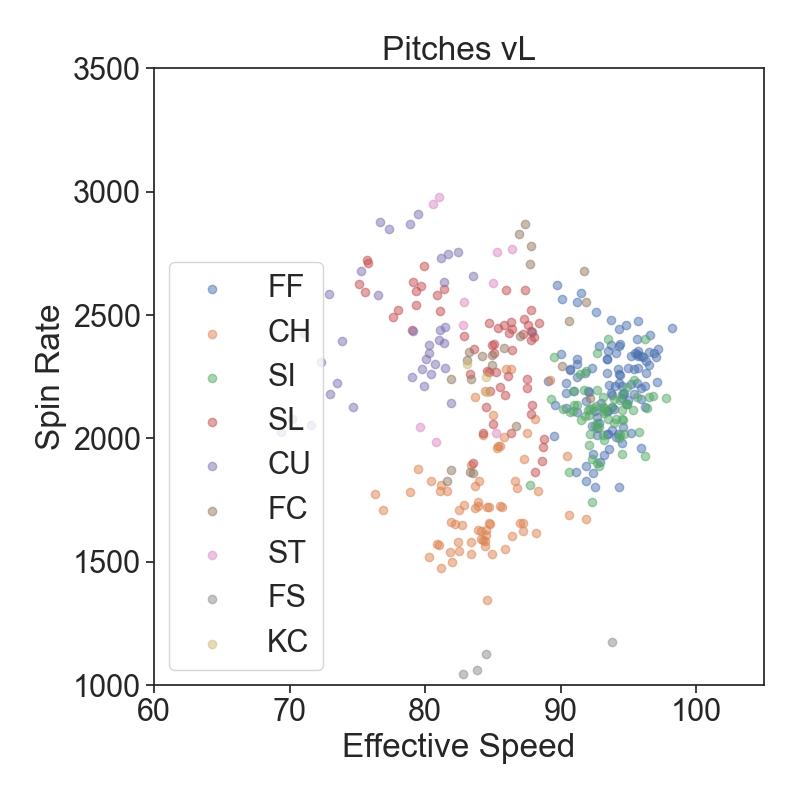 Pitches vL
3500
3000
2500
2000
1500
1000
Spin Rate
FF
CH
SI
SL
CU
FC
ST
FS
KC
60
70
80
90
100
Effective Speed